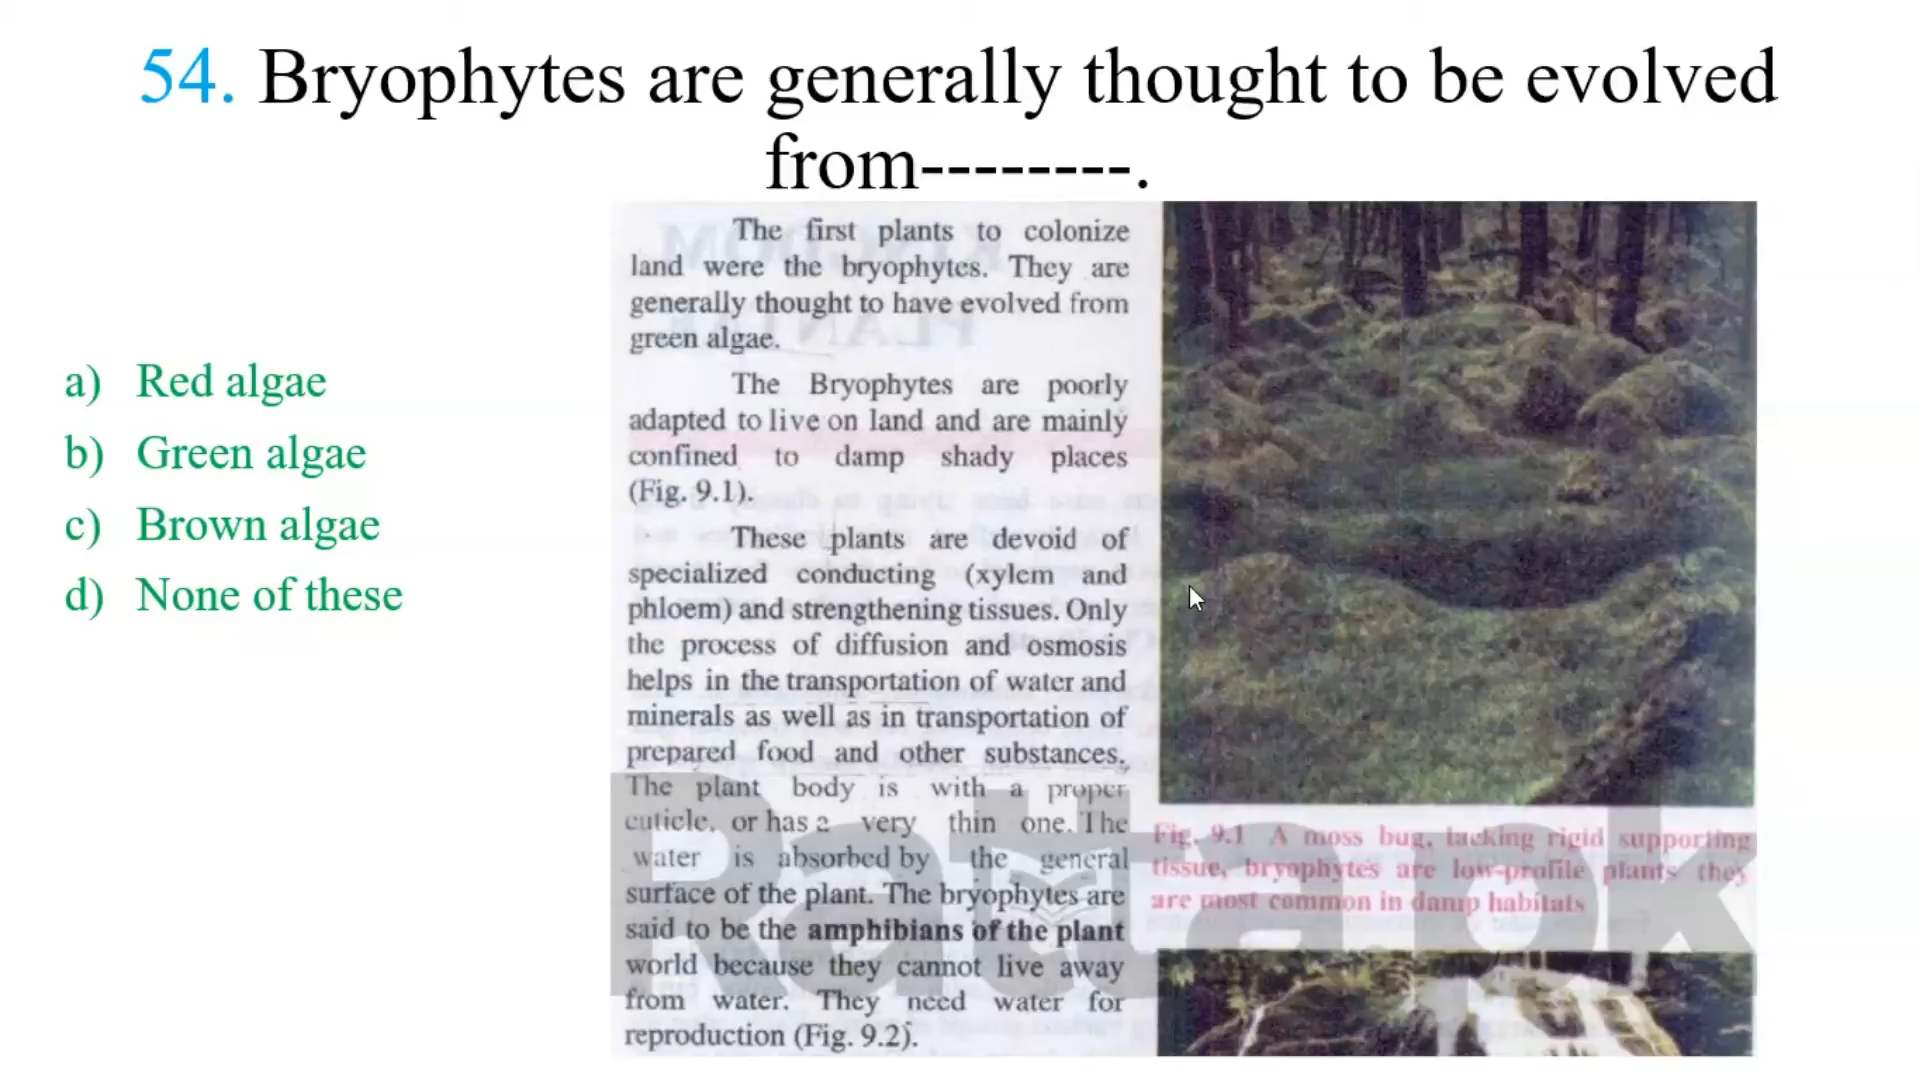 54. Bryophytes are generally thought to be evolved
from--------.
a) Red algae
b) Green algae
c) Brown algae
d) None of these
The first plants to colonize
land were the bryophytes. They are
generally thought to have evolved from
green algae.
The Bryophytes are poorly
adapted to live on land and are mainly
confined to damp shady places
(Fig. 9.1).
These plants are devoid of
specialized conducting (xylem and
phloem) and strengthening tissues. Only
the process of diffusion and osmosis
helps in the transportation of water and
minerals as well as in transportation of
prepared food and other substances.
The plant body is with a proper
cuticle, or has a very thin one. The
water is absorbed by the general
surface of the plant. The bryophytes are
said to be the amphibians of the plant
world because they cannot live away
from water. They need water for
reproduction (Fig. 9.2).
Fig. 9.1 A moss bug, lacking rigid supporting
tissue, bryophytes are low-profile plants they
are most common in damp habitats
Ratta.pk